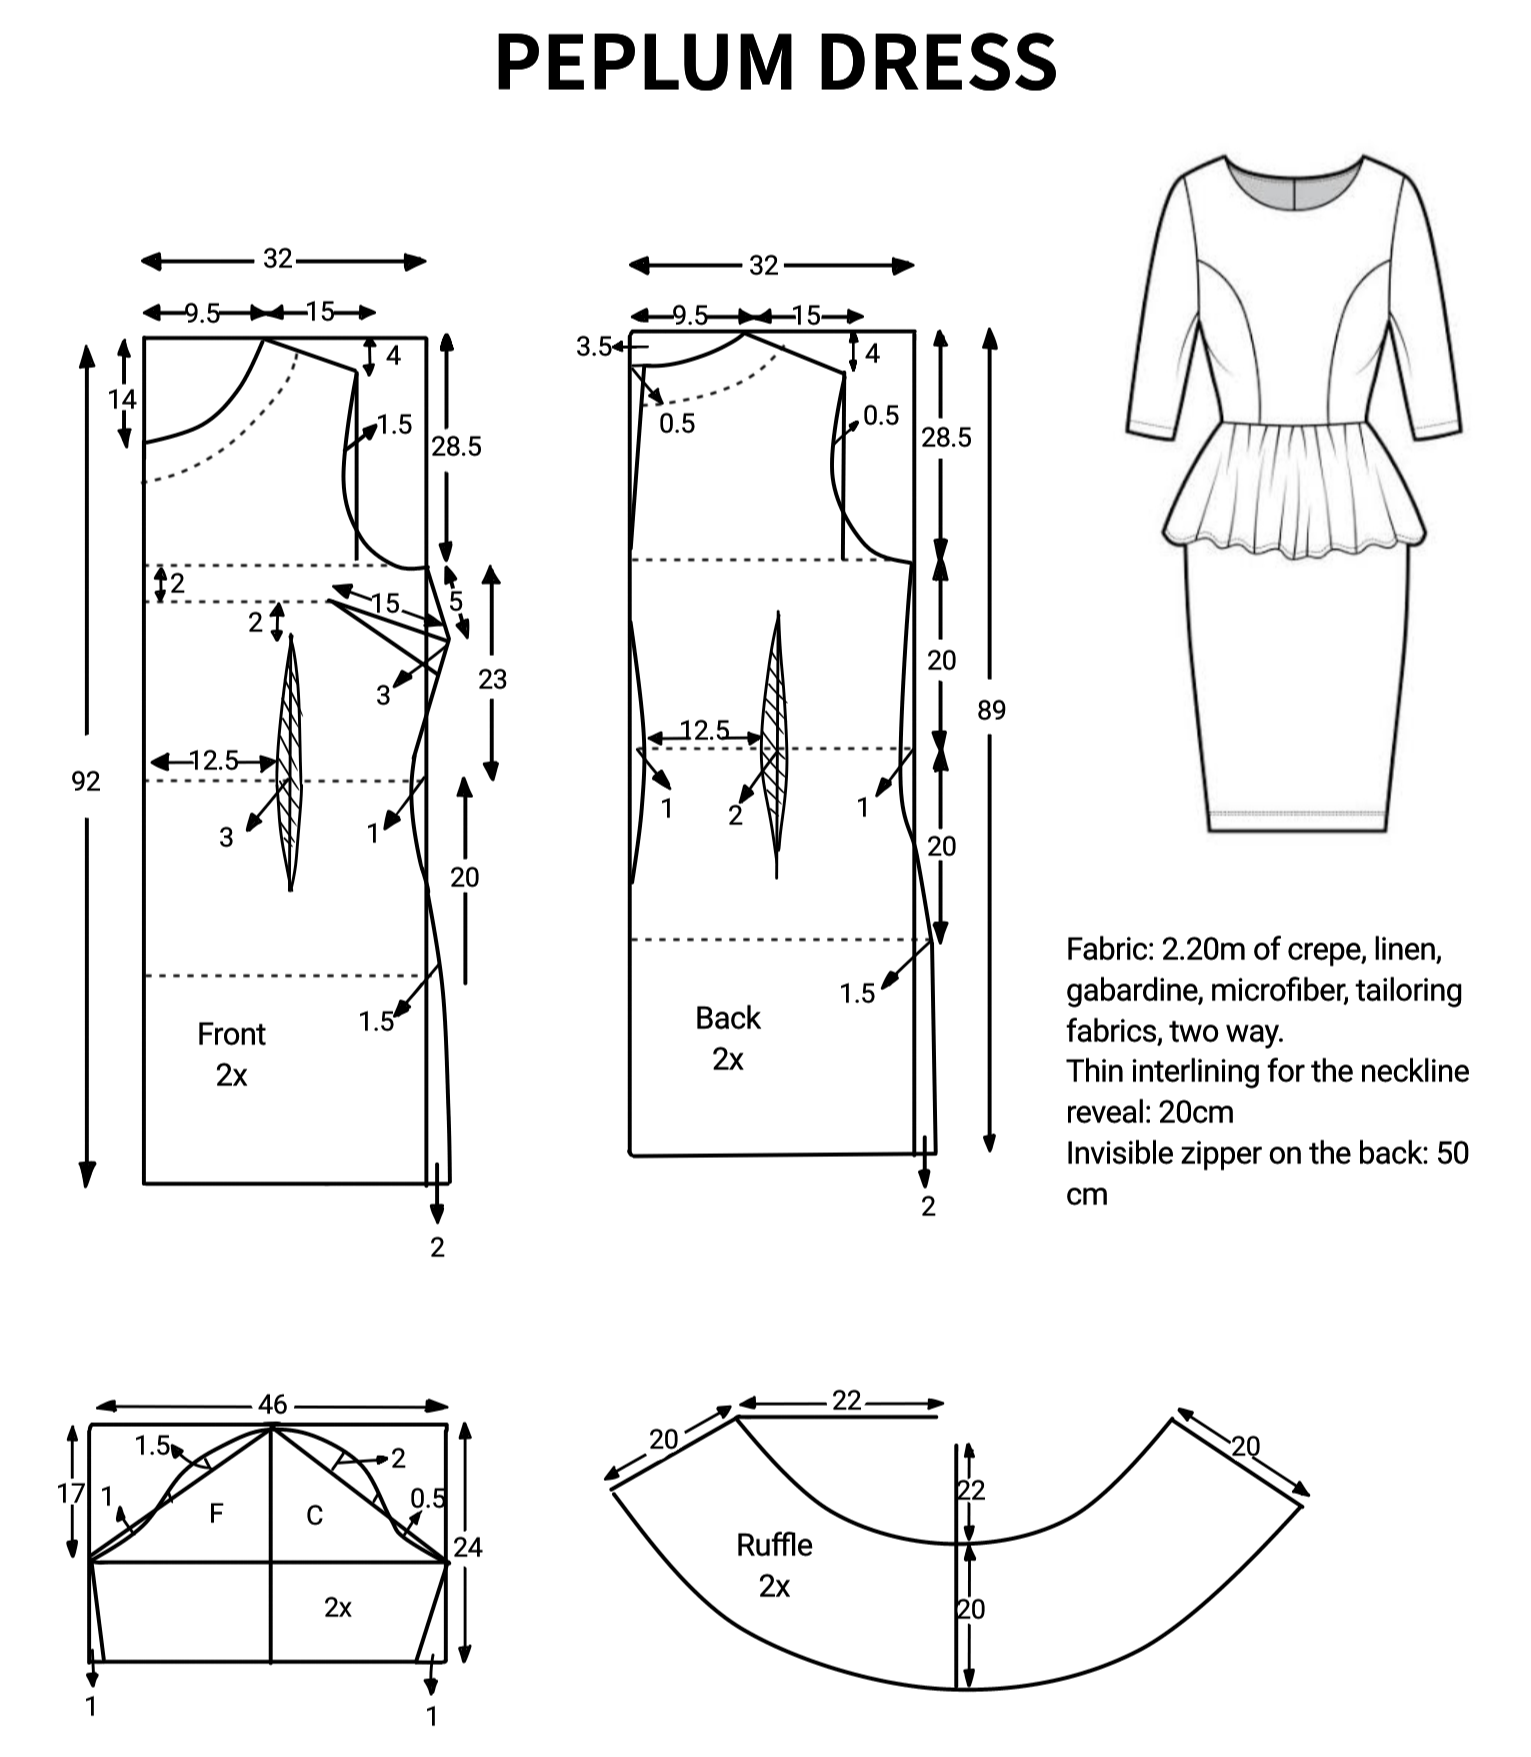 PEPLUM DRESS
32
9.5 15
4
14
1.5
28.5
2
15
5
2
3
23
12.5
92
3
1
20
1.5
Front
2x
2
32
9.5 15
3.5
4
0.5
0.5
28.5
20
89
12.5
1
2
1
20
1.5
Back
2x
2
Fabric: 2.20m of crepe, linen,
gabardine, microfiber, tailoring
fabrics, two way.
Thin interlining for the neckline
reveal: 20cm
Invisible zipper on the back: 50
cm
46
1.5
2
17
1
F
C
0.5
24
2x
1
1
22
20
20
22
Ruffle
2x
20